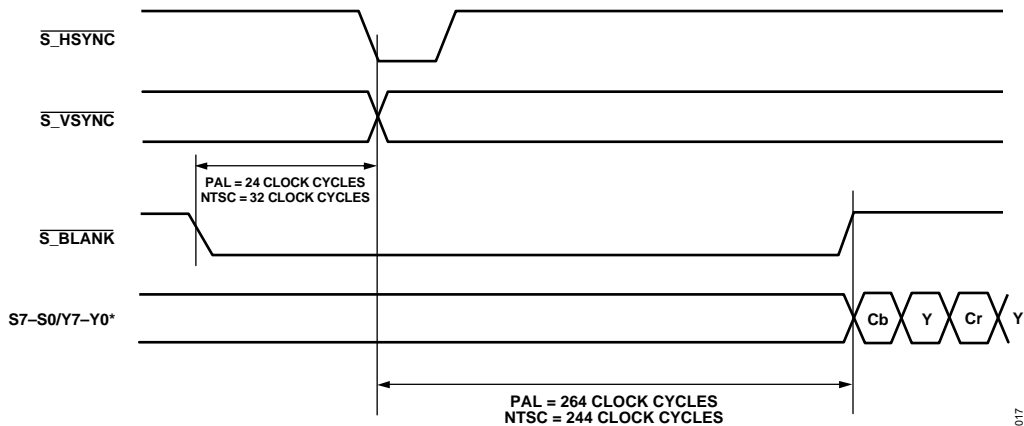 S_HSYNC
S_VSYNC
PAL = 24 CLOCK CYCLES
NTSC = 32 CLOCK CYCLES
S_BLANK
S7–S0/Y7–Y0*
Cb Y Cr Y
PAL = 264 CLOCK CYCLES
NTSC = 244 CLOCK CYCLES
017